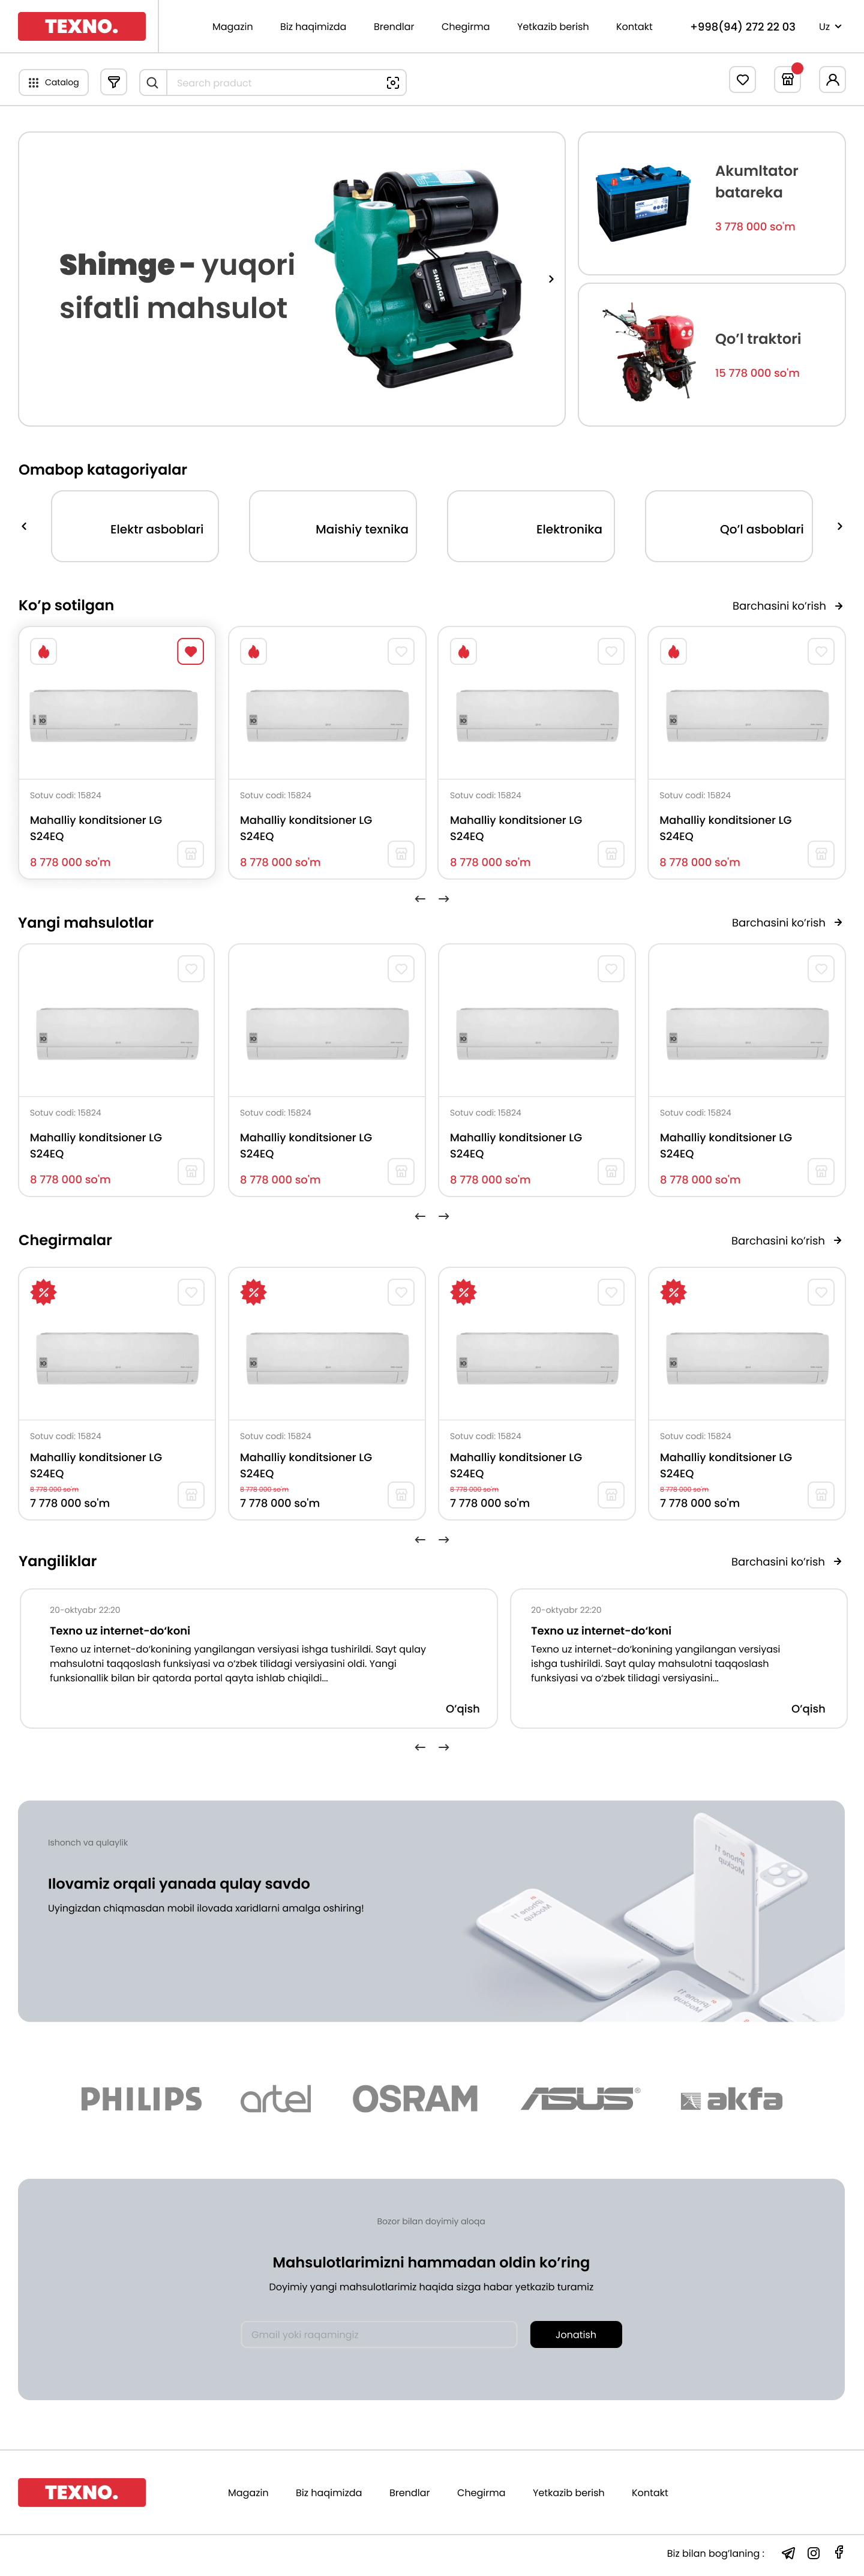 TEXNO.
Magazin Biz haqimizda Brendlar Chegirma Yetkazib berish Kontakt +998(94) 272 22 03 Uz
Catalog Search product
Shimge - yuqori
sifatli mahsulot
SHIMGE
Akumltator
batareka
3 778 000 so'm
Qo’l traktori
15 778 000 so'm
Omabop katagoriyalar
Elektr asboblari Maishiy texnika Elektronika Qo’l asboblari
Ko’p sotilgan Barchasini ko’rish
Sotuv codi: 15824 Sotuv codi: 15824 Sotuv codi: 15824 Sotuv codi: 15824
Mahalliy konditsioner LG Mahalliy konditsioner LG Mahalliy konditsioner LG Mahalliy konditsioner LG
S24EQ S24EQ S24EQ S24EQ
8 778 000 so'm 8 778 000 so'm 8 778 000 so'm 8 778 000 so'm
Yangi mahsulotlar Barchasini ko’rish
Sotuv codi: 15824 Sotuv codi: 15824 Sotuv codi: 15824 Sotuv codi: 15824
Mahalliy konditsioner LG Mahalliy konditsioner LG Mahalliy konditsioner LG Mahalliy konditsioner LG
S24EQ S24EQ S24EQ S24EQ
8 778 000 so'm 8 778 000 so'm 8 778 000 so'm 8 778 000 so'm
Chegirmalar Barchasini ko’rish
% % % %
Sotuv codi: 15824 Sotuv codi: 15824 Sotuv codi: 15824 Sotuv codi: 15824
Mahalliy konditsioner LG Mahalliy konditsioner LG Mahalliy konditsioner LG Mahalliy konditsioner LG
S24EQ S24EQ S24EQ S24EQ
8 778 000 so'm 8 778 000 so'm 8 778 000 so'm 8 778 000 so'm
7 778 000 so'm 7 778 000 so'm 7 778 000 so'm 7 778 000 so'm
Yangiliklar Barchasini ko’rish
20-oktyabr 22:20
Texno uz internet-do‘koni
Texno uz internet-do‘konining yangilangan versiyasi ishga tushirildi. Sayt qulay
mahsulotni taqqoslash funksiyasi va o‘zbek tilidagi versiyasini oldi. Yangi
funksionallik bilan bir qatorda portal qayta ishlab chiqildi...
O’qish
20-oktyabr 22:20
Texno uz internet-do‘koni
Texno uz internet-do‘konining yangilangan versiyasi
ishga tushirildi. Sayt qulay mahsulotni taqqoslash
funksiyasi va o‘zbek tilidagi versiyasini...
O’qish
Ishonch va qulaylik
Ilovamiz orqali yanada qulay savdo
Uyingizdan chiqmasdan mobil ilovada xaridlarni amalga oshiring!
iPhone 11
Mockup
iPhone 11
Mockup
iPhone 11
Mockup
PHILIPS artel OSRAM ASUS® akfa
Bozor bilan doyimiy aloqa
Mahsulotlarimizni hammadan oldin ko’ring
Doyimiy yangi mahsulotlarimiz haqida sizga habar yetkazib turamiz
Gmail yoki raqamingiz Jonatish
TEXNO.
Magazin Biz haqimizda Brendlar Chegirma Yetkazib berish Kontakt
Biz bilan bog’laning :